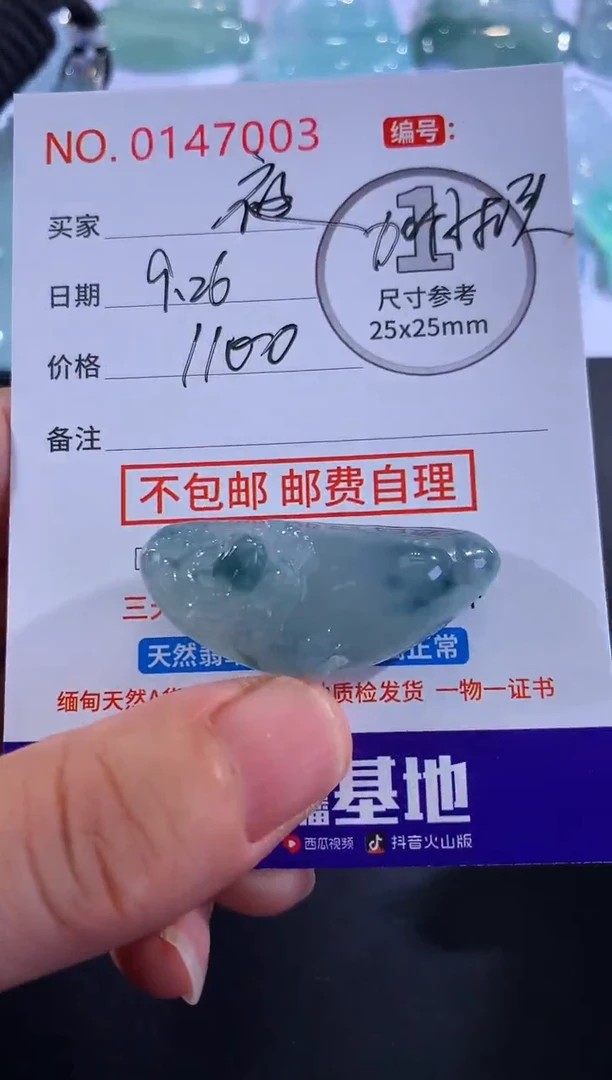 NO. 0147003 编号:
买家 夜
1
日期 9.26
尺寸参考
25x25mm
价格 1100
备注
不包邮 邮费自理
三
天然翡 正常
缅甸天然A货 质检发货 一物一证书
基地
西瓜视频 抖音火山版